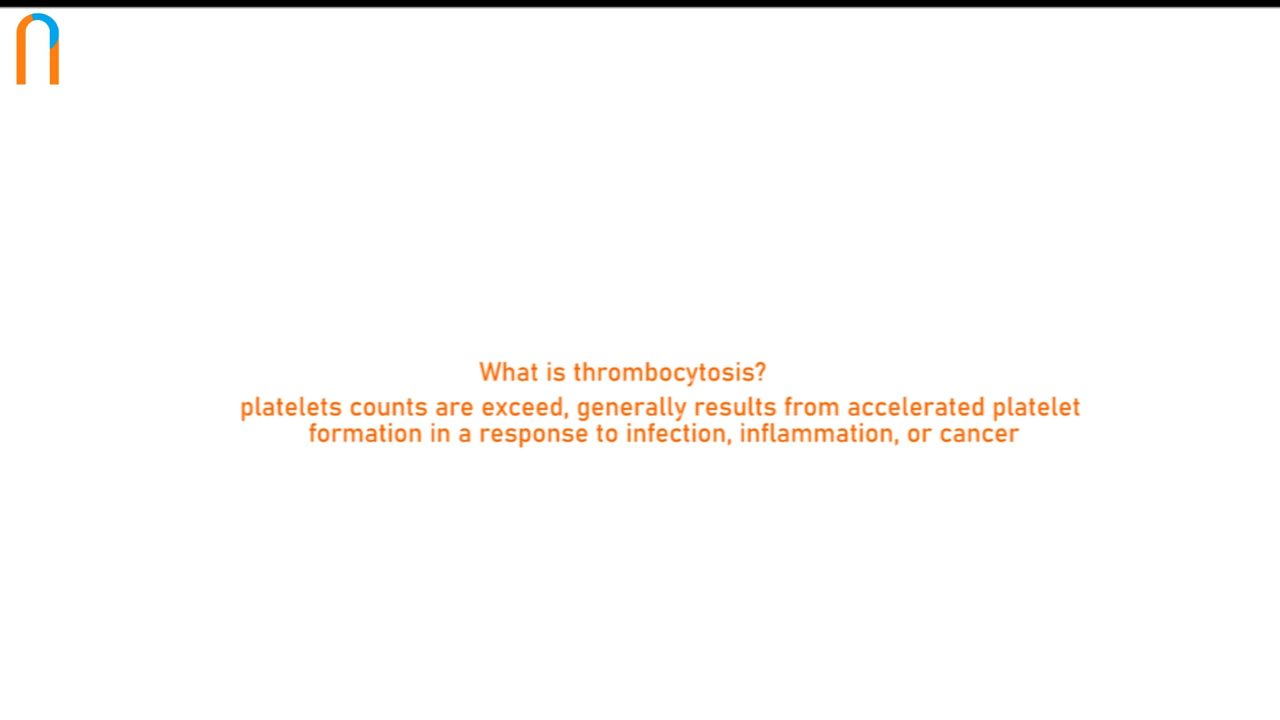 What is thrombocytosis?
platelets counts are exceed, generally results from accelerated platelet
formation in a response to infection, inflammation, or cancer